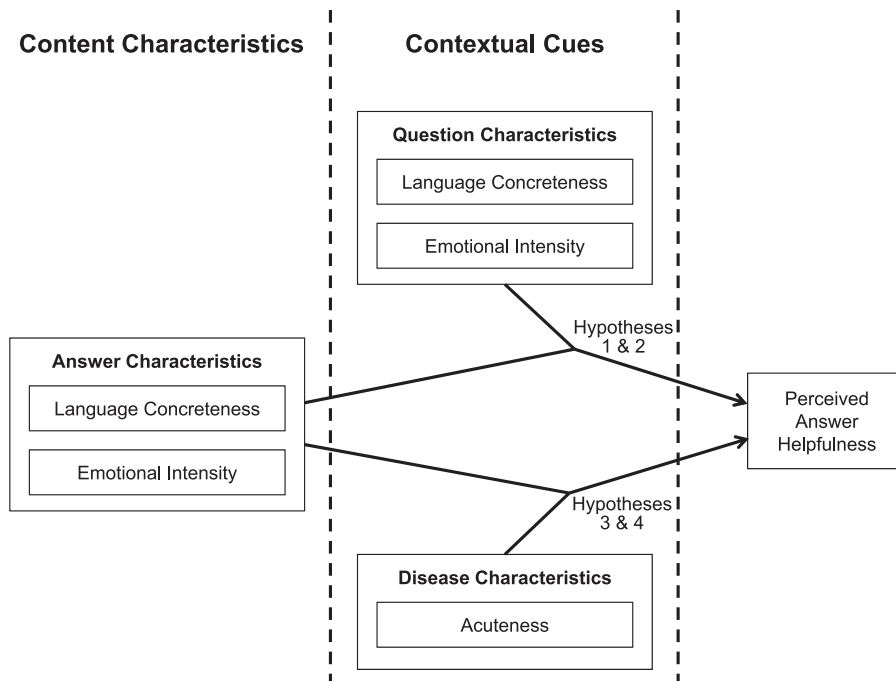 Content Characteristics
Contextual Cues
Question Characteristics
Language Concreteness
Emotional Intensity
Hypotheses
1 & 2
Answer Characteristics
Language Concreteness
Emotional Intensity
Perceived
Answer
Helpfulness
Hypotheses
3 & 4
Disease Characteristics
Acuteness